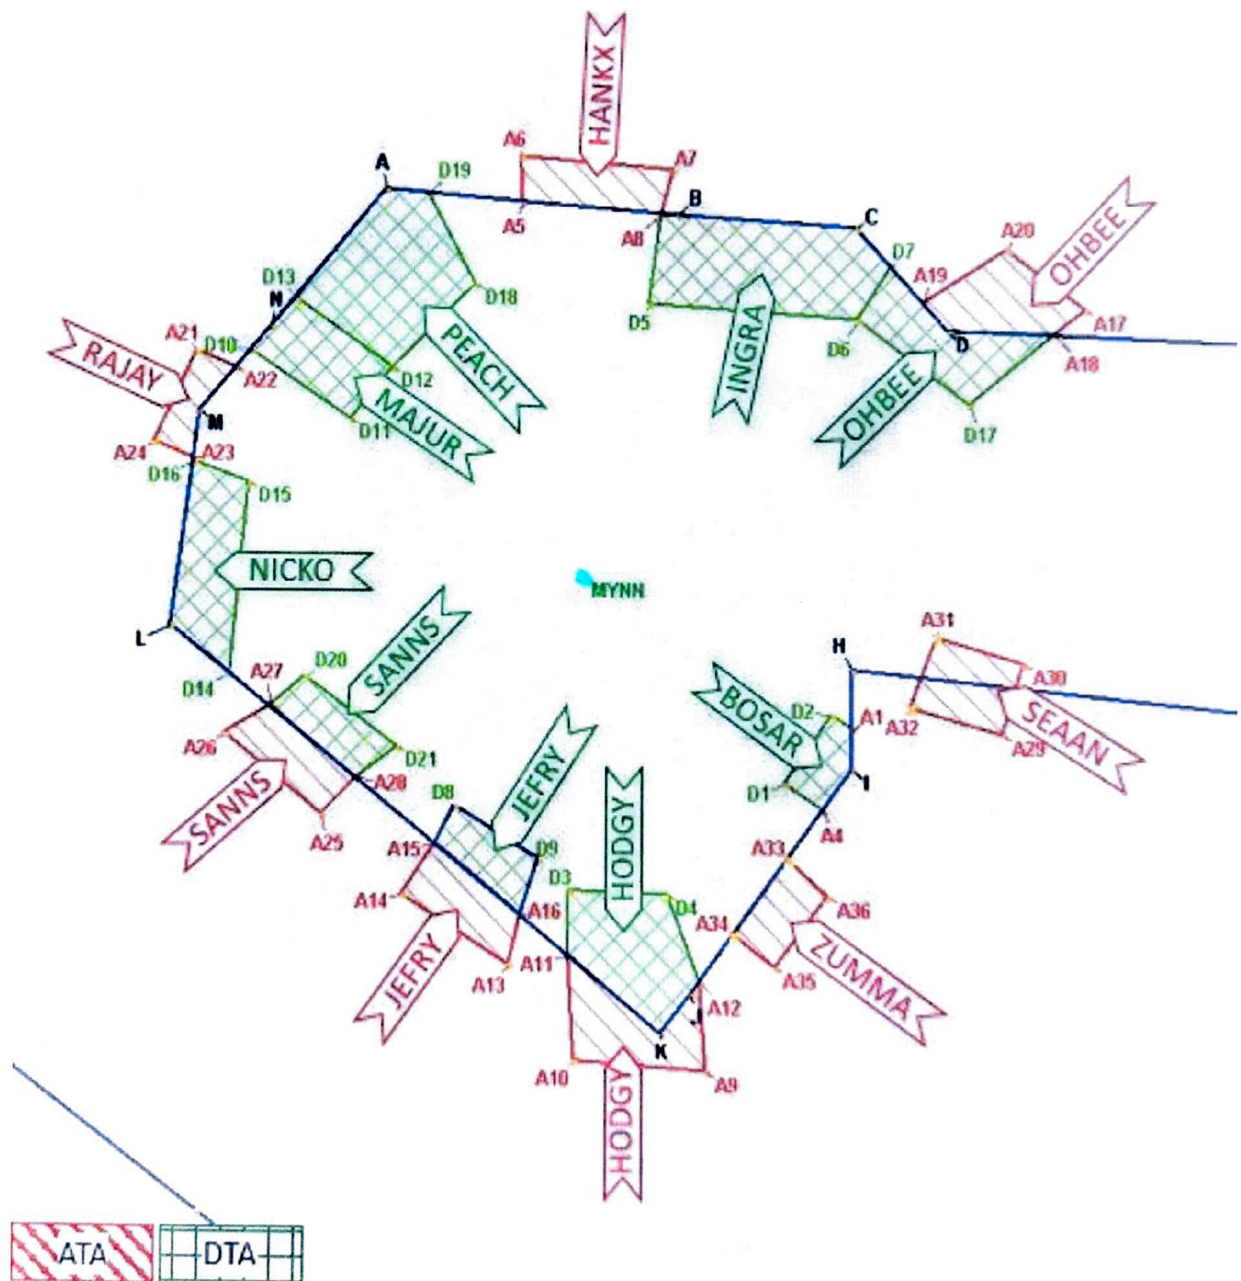 HANKX
A6
A7
A
D19
A5
A8
B
C
A20
OHBEE
D7
A19
D13
N
D18
D5
INGRA
D6
D
A17
A18
A21
D10
A22
RAJAY
PEACH
D12
D11
MAJUR
OHBEE
D17
M
A24
A23
D16
D15
NICKO
MYNN
L
D14
A27
D20
SANNS
H
A31
A30
BOSAR
D2
A1
A32
SEAAN
A29
A26
D21
A28
D1
I
SANNS
A25
D8
JEFRY
HODGY
A4
A15
D9
A33
D3
D4
A36
A14
A16
A34
JEFRY
A13
A11
A35
ZUMMA
A12
J
K
A10
A9
HODGY
ATA
DTA